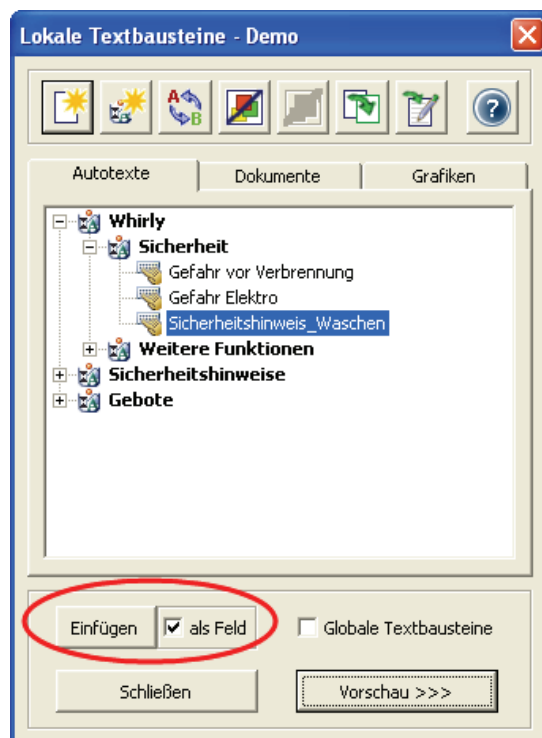 Lokale Textbausteine - Demo
A B
?
Autotexte Dokumente Grafiken
Whirly
Sicherheit
Gefahr vor Verbrennung
Gefahr Elektro
Sicherheitshinweis_Waschen
Weitere Funktionen
Sicherheitshinweise
Gebote
Einfügen als Feld Globale Textbausteine
Schließen Vorschau >>>